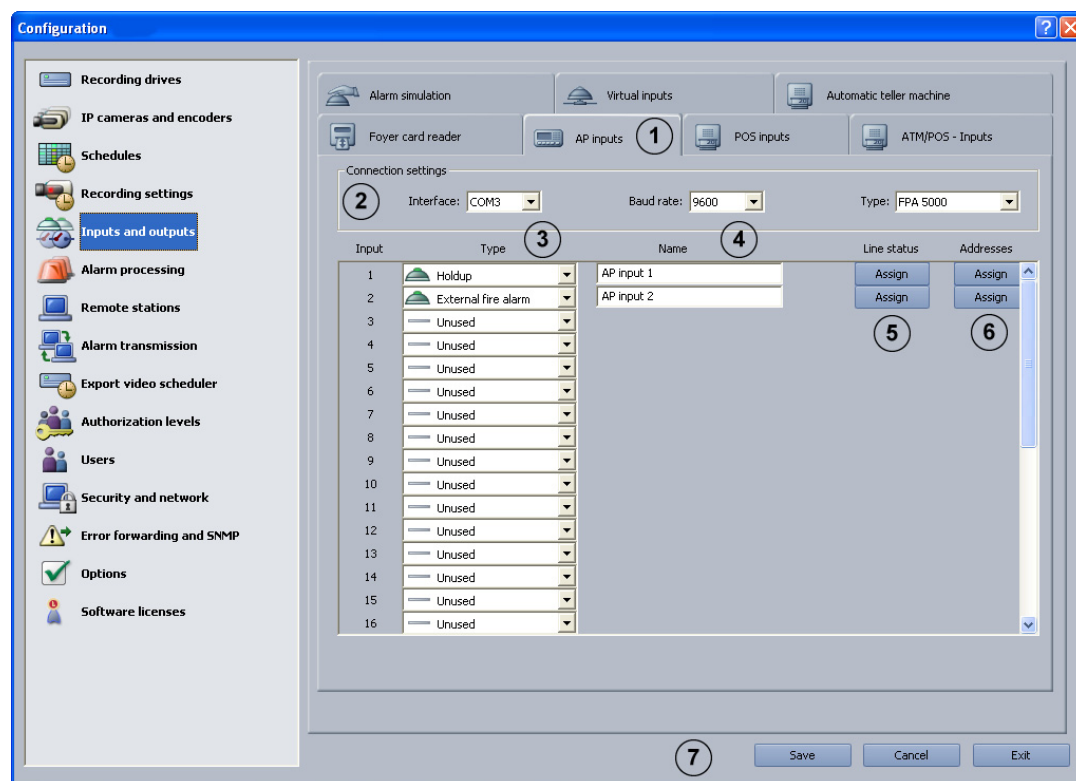 Configuration
Recording drives
IP cameras and encoders
Schedules
Recording settings
Inputs and outputs
Alarm processing
Remote stations
Alarm transmission
Export video scheduler
Authorization levels
Users
Security and network
Error forwarding and SNMP
Options
Software licenses
Alarm simulation
Virtual inputs
Automatic teller machine
Foyer card reader
AP inputs
1
POS inputs
ATM/POS - Inputs
Connection settings
2
Interface: COM3
Baud rate: 9600
Type: FPA 5000
Input Type 3 Name 4 Line status Addresses
1 Holdup AP input 1 Assign Assign
2 External fire alarm AP input 2 Assign Assign
3 Unused
5
6
4 Unused
5 Unused
6 Unused
7 Unused
8 Unused
9 Unused
10 Unused
11 Unused
12 Unused
13 Unused
14 Unused
15 Unused
16 Unused
7
Save Cancel Exit